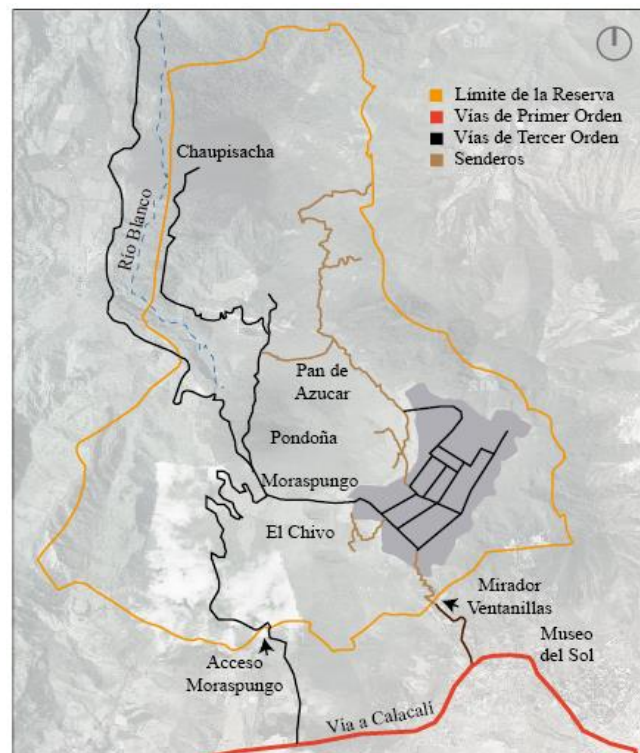 Límite de la Reserva
Vías de Primer Orden
Vías de Tercer Orden
Senderos
Chaupisacha
Río Blanco
Pan de
Azucar
Pondoña
Moraspungo
El Chivo
Mirador
Ventanillas
Museo
del Sol
Acceso
Moraspungo
Vía a Calacalí